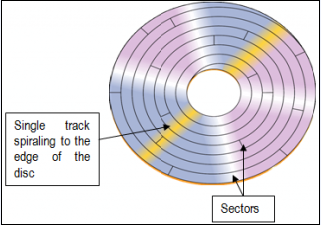 Single track
spiraling to the
edge of the
disc
Sectors